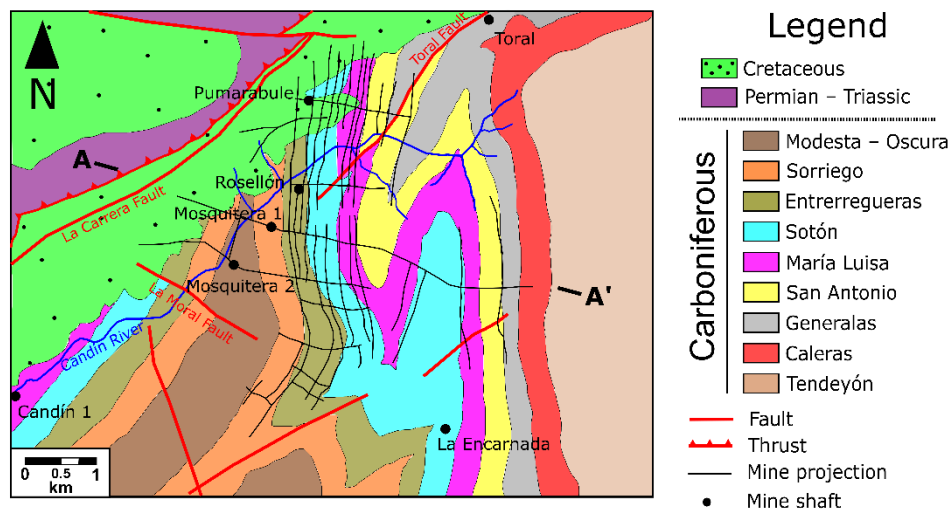 N
Toral Fault
Toral
Pumarabule
A
La Carrera Fault
Rosellón
Mosquitera 1
Mosquitera 2
La Moral Fault
Candín River
Candín 1
A'
La Encarnada
0 0.5 1
km
Legend
Cretaceous
Permian – Triassic
Carboniferous
Modesta – Oscura
Sorriego
Entrerregueras
Sotón
María Luisa
San Antonio
Generalas
Caleras
Tendeyón
Fault
Thrust
Mine projection
Mine shaft